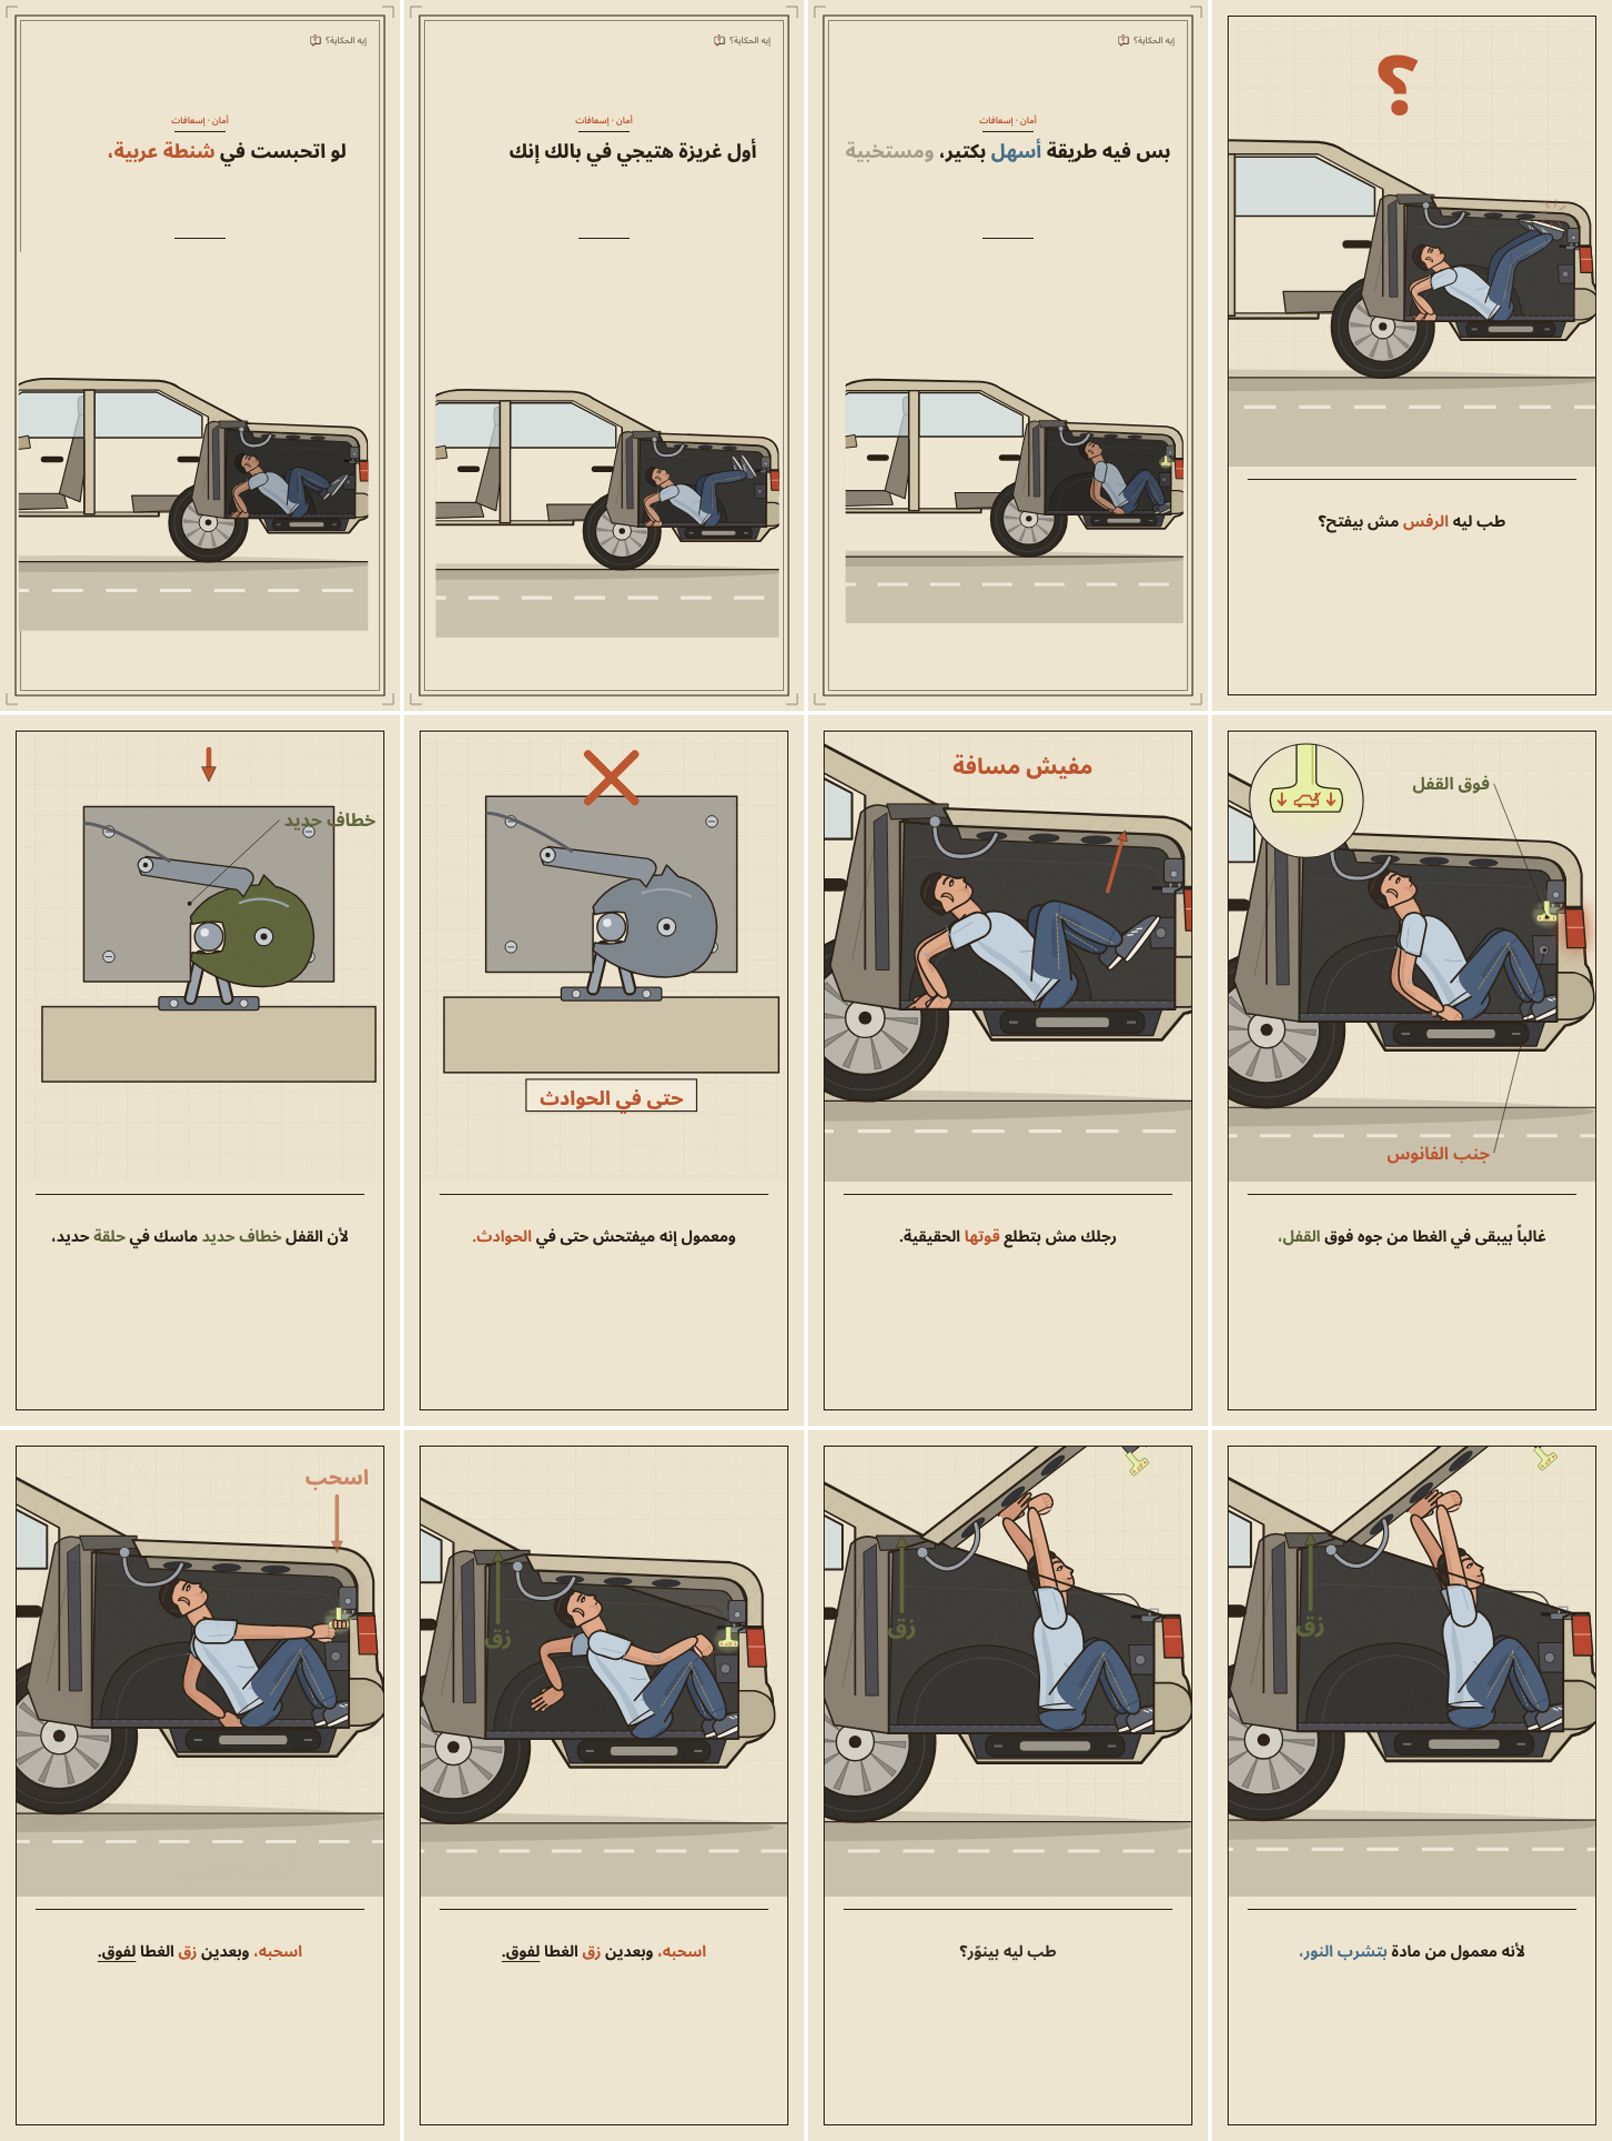 إيه الحكاية؟
أمان · إسعافات
لو اتحبست في شنطة عربية،
إيه الحكاية؟
أمان · إسعافات
أول غريزة هتيجي في بالك إنك
إيه الحكاية؟
أمان · إسعافات
بس فيه طريقة أسهل بكتير، ومستخبية
؟
طب ليه الرفس مش بيفتح؟
خطاف حديد
لأن القفل خطاف حديد ماسك في حلقة حديد،
حتى في الحوادث
ومعمول إنه ميفتحش حتى في الحوادث.
مفيش مسافة
رجلك مش بتطلع قوتها الحقيقية.
فوق القفل
جنب الفانوس
غالباً بيبقى في الغطا من جوه فوق القفل،
اسحب
اسحبه، وبعدين زق الغطا لفوق.
زق
اسحبه، وبعدين زق الغطا لفوق.
زق
طب ليه بينوّر؟
زق
لأنه معمول من مادة بتشرب النور،